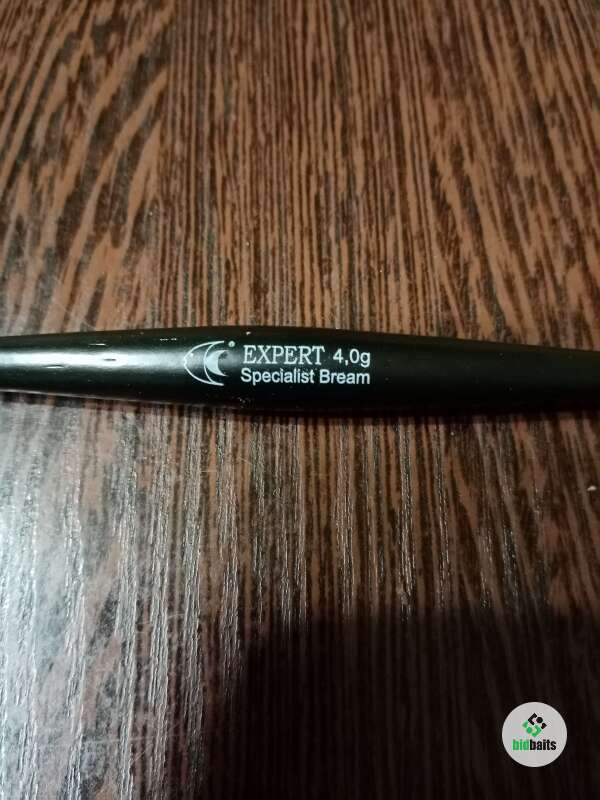 EXPERT 4,0g
Specialist Bream
bidbaits